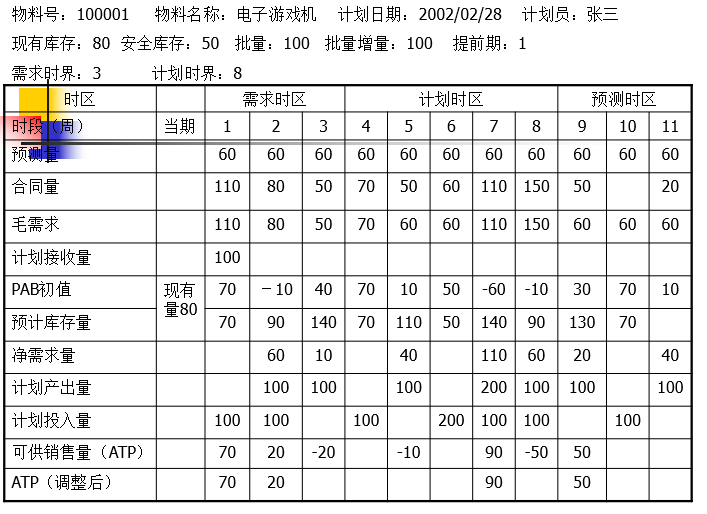 物料号：100001 物料名称：电子游戏机 计划日期：2002/02/28 计划员：张三
现有库存：80 安全库存：50 批量：100 批量增量：100 提前期：1
需求时界：3 计划时界：8
时区 需求时区 计划时区 预测时区
时段（周） 当期 1 2 3 4 5 6 7 8 9 10 11
预测量 60 60 60 60 60 60 60 60 60 60 60
合同量 110 80 50 70 50 60 110 150 50 20
毛需求 110 80 50 70 60 60 110 150 60 60 60
计划接收量 100
PAB初值 现有量80 70 －10 40 70 10 50 -60 -10 30 70 10
预计库存量 70 90 140 70 110 50 140 90 130 70
净需求量 60 10 40 110 60 20 40
计划产出量 100 100 100 200 100 100 100
计划投入量 100 100 100 200 100 100 100
可供销售量（ATP） 70 20 -20 -10 90 -50 50
ATP（调整后） 70 20 90 50